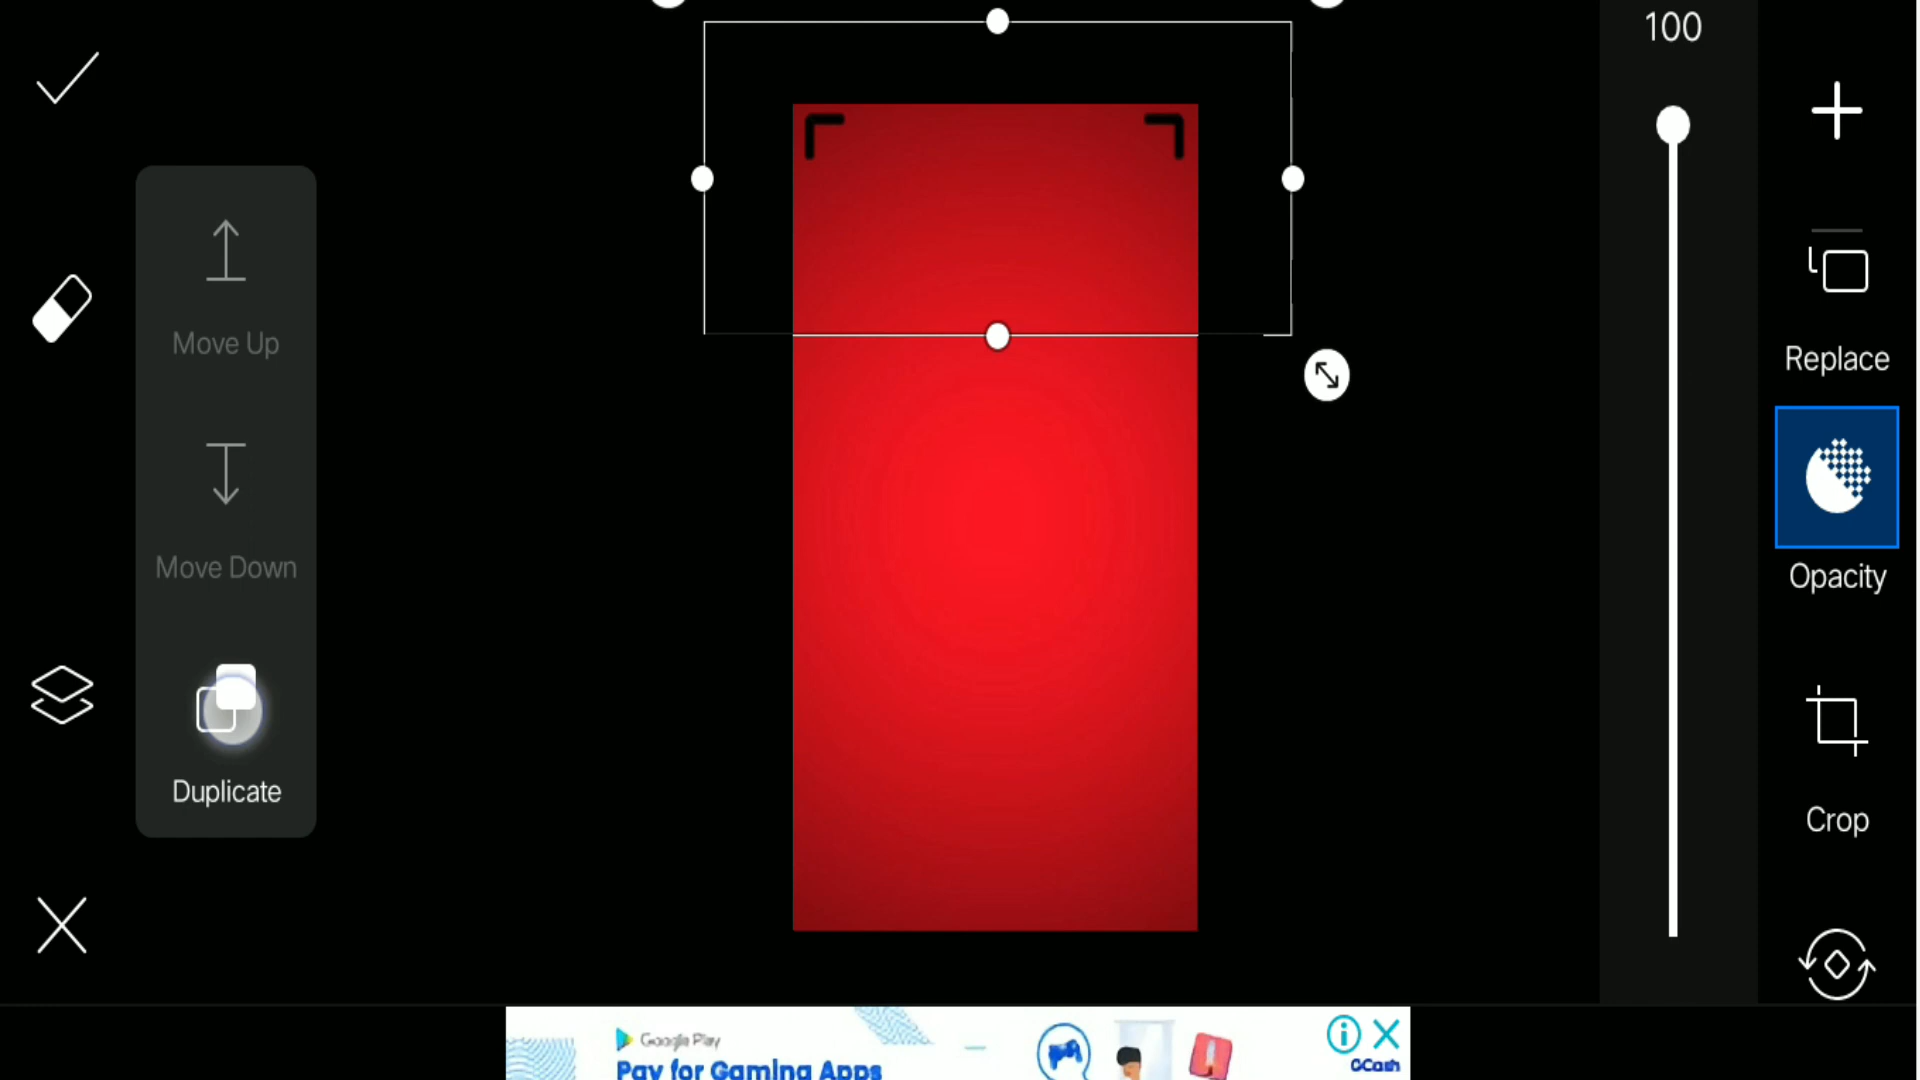 100
Move Up
Replace
Move Down
Opacity
Duplicate
Crop
Google Play
Pay for Gaming Apps
GCash